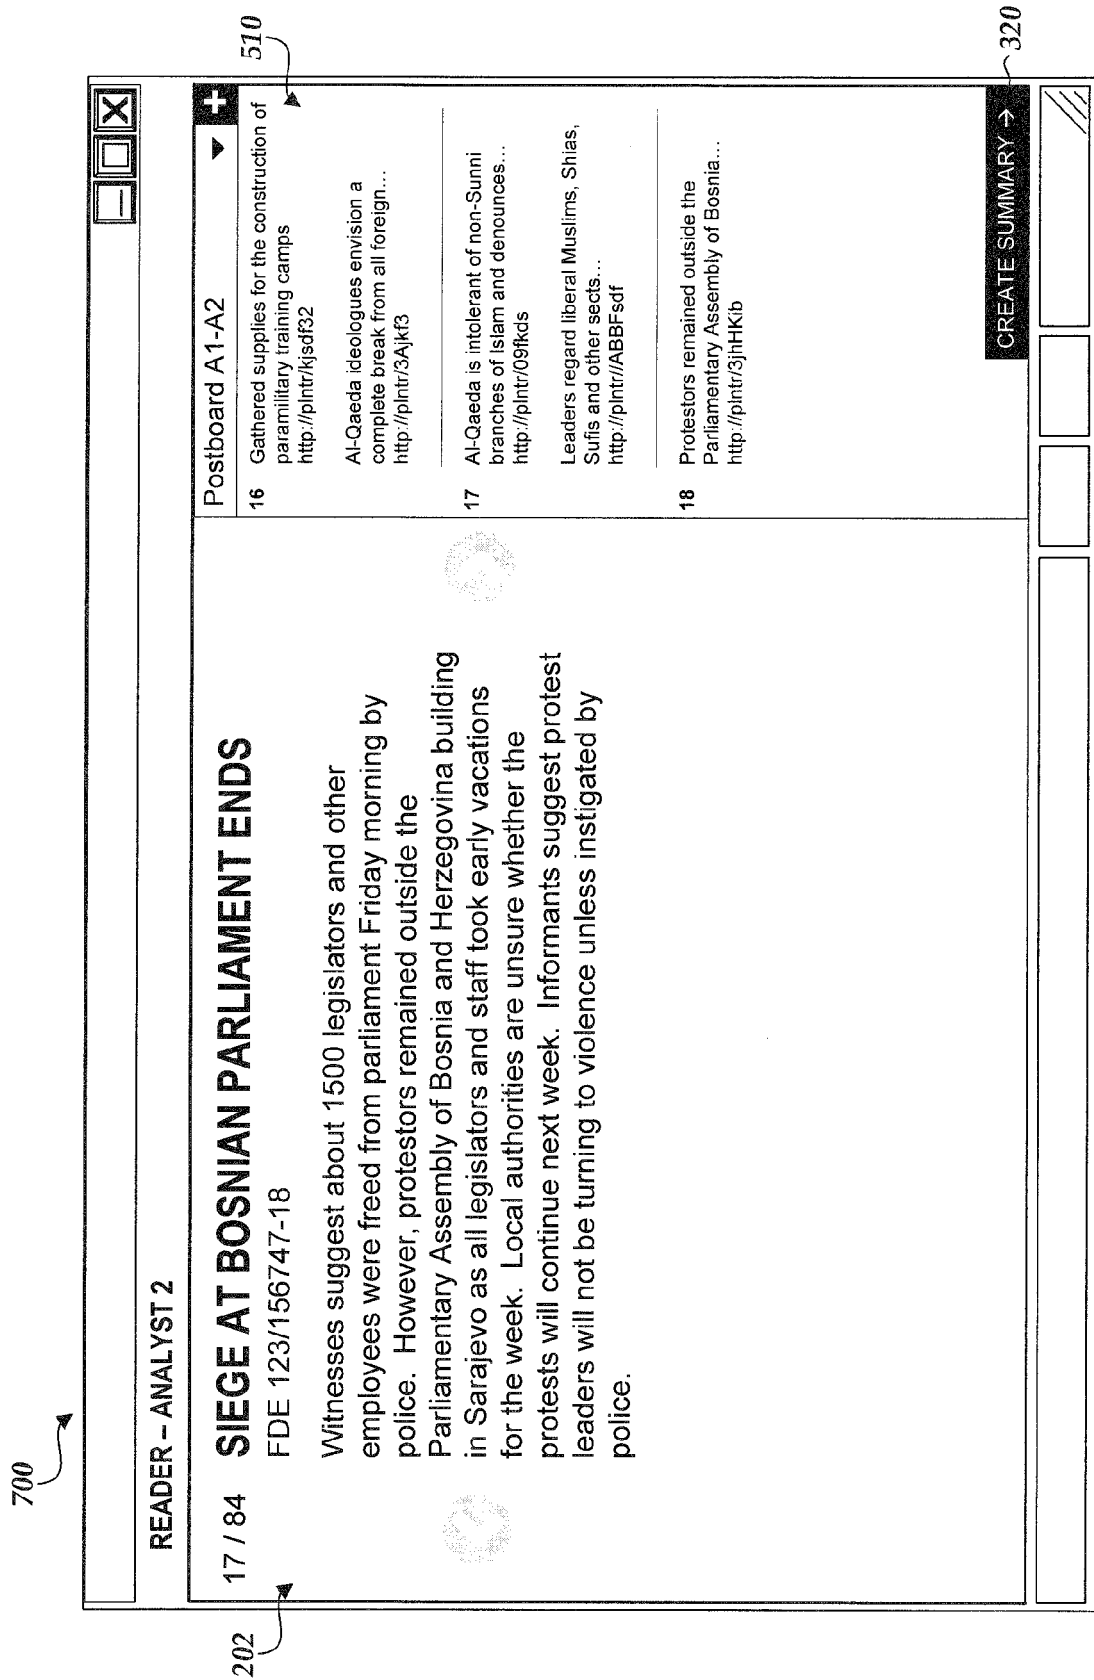 700
READER – ANALYST 2
202
17 / 84
SIEGE AT BOSNIAN PARLIAMENT ENDS
FDE 123/156747-18
Witnesses suggest about 1500 legislators and other
employees were freed from parliament Friday morning by
police. However, protestors remained outside the
Parliamentary Assembly of Bosnia and Herzegovina building
in Sarajevo as all legislators and staff took early vacations
for the week. Local authorities are unsure whether the
protests will continue next week. Informants suggest protest
leaders will not be turning to violence unless instigated by
police.
Postboard A1-A2
510
16 Gathered supplies for the construction of
paramilitary training camps
http://plntr/kjsdf32
Al-Qaeda ideologues envision a
complete break from all foreign...
http://plntr/3Ajkf3
17 Al-Qaeda is intolerant of non-Sunni
branches of Islam and denounces...
http://plntr/09fkds
Leaders regard liberal Muslims, Shias,
Sufis and other sects...
http://plntr//ABBFsdf
18 Protestors remained outside the
Parliamentary Assembly of Bosnia...
http://plntr/3jhHKib
CREATE SUMMARY →
320